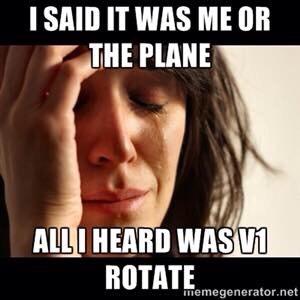 I SAID IT WAS ME OR
THE PLANE
ALL I HEARD WAS V1
ROTATE
memegenerator.net